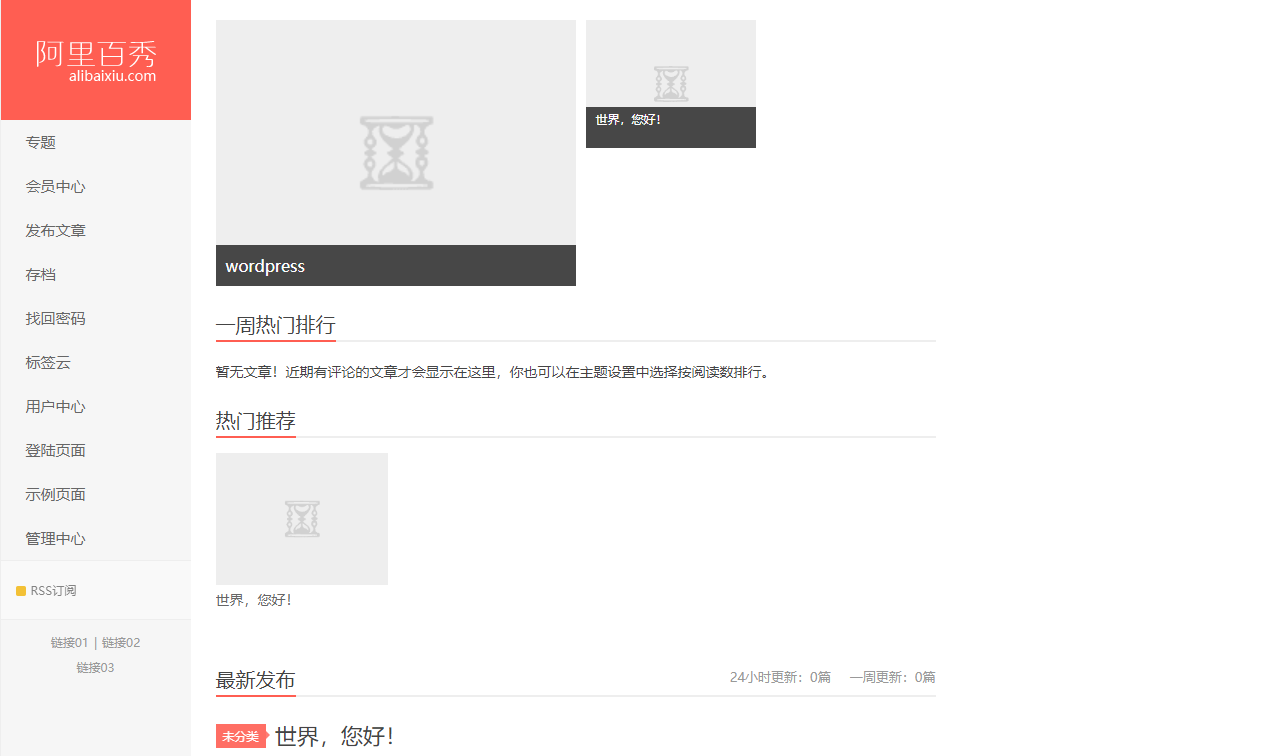 阿里百秀
alibaixiu.com
专题
会员中心
发布文章
存档
找回密码
标签云
用户中心
登陆页面
示例页面
管理中心
RSS订阅
链接01 | 链接02
链接03
wordpress
世界，您好！
一周热门排行
暂无文章！近期有评论的文章才会显示在这里，你也可以在主题设置中选择按阅读数排行。
热门推荐
世界，您好！
最新发布
24小时更新：0篇 一周更新：0篇
未分类 世界，您好！